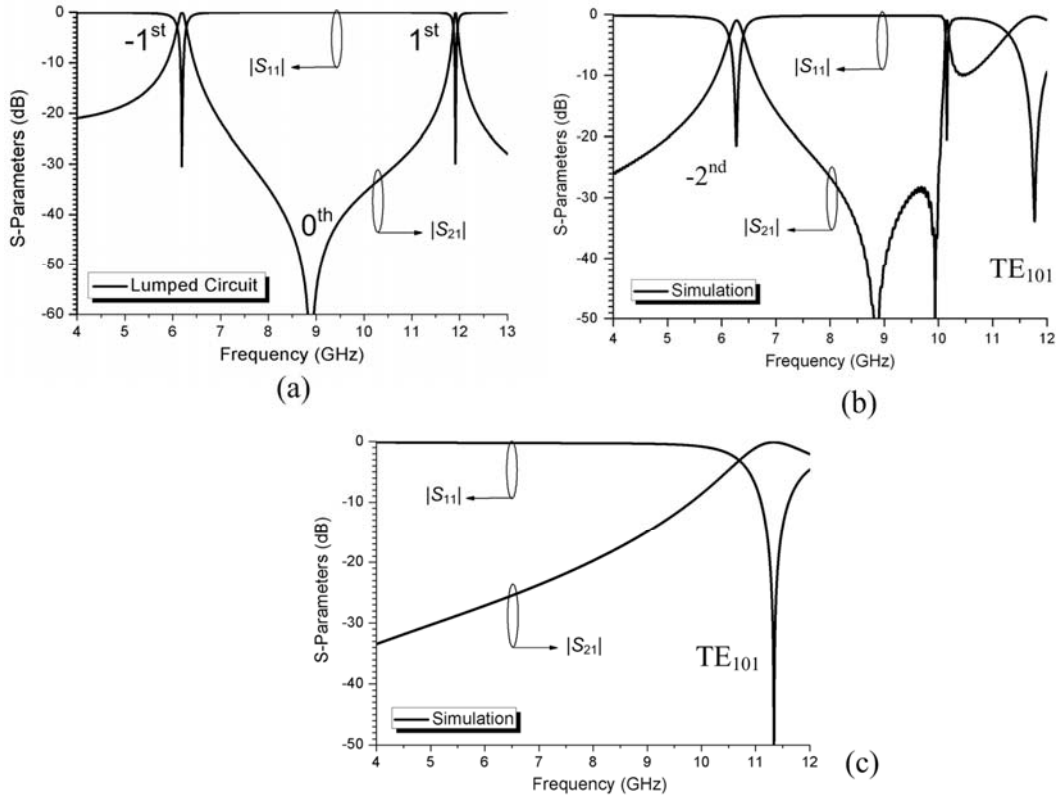 -1st
1st
|S11|
0th
|S21|
Lumped Circuit
S-Parameters (dB)
0
-10
-20
-30
-40
-50
-60
4 5 6 7 8 9 10 11 12 13
Frequency (GHz)
(a)
|S11|
-2nd
|S21|
TE101
Simulation
S-Parameters (dB)
0
-10
-20
-30
-40
-50
4 5 6 7 8 9 10 11 12
Frequency (GHz)
(b)
|S11|
|S21|
TE101
Simulation
S-Parameters (dB)
0
-10
-20
-30
-40
-50
4 5 6 7 8 9 10 11 12
Frequency (GHz)
(c)